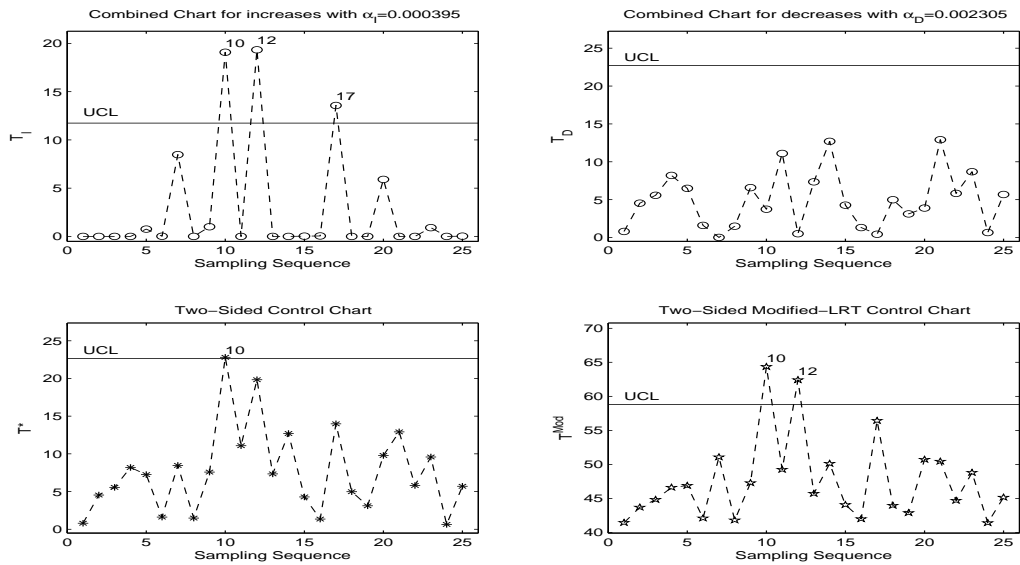 Combined Chart for increases with α_I=0.000395
20
15
10
5
0
T_I
UCL
10
12
17
0 5 10 15 20 25
Sampling Sequence
Combined Chart for decreases with α_D=0.002305
25
20
15
10
5
0
T_D
UCL
0 5 10 15 20 25
Sampling Sequence
Two−Sided Control Chart
25
20
15
10
5
0
T*
UCL
10
0 5 10 15 20 25
Sampling Sequence
Two−Sided Modified−LRT Control Chart
70
65
60
55
50
45
40
T^Mod
UCL
10
12
0 5 10 15 20 25
Sampling Sequence